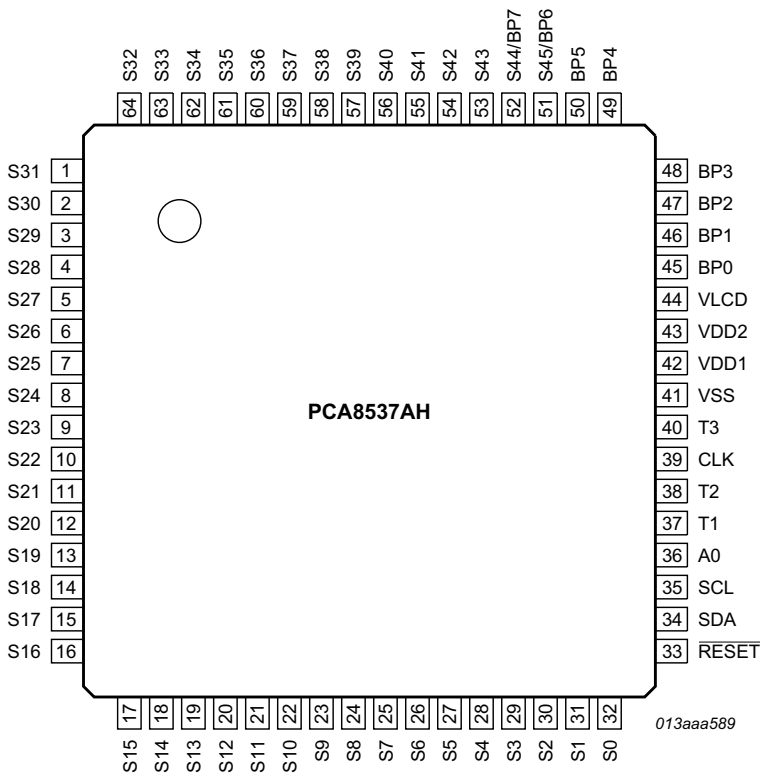 S32 S33 S34 S35 S36 S37 S38 S39 S40 S41 S42 S43 S44/BP7 S45/BP6 BP5 BP4
64 63 62 61 60 59 58 57 56 55 54 53 52 51 50 49
S31 1 48 BP3
S30 2 47 BP2
S29 3 46 BP1
S28 4 45 BP0
S27 5 44 VLCD
S26 6 43 VDD2
S25 7 42 VDD1
S24 8 41 VSS
PCA8537AH
S23 9 40 T3
S22 10 39 CLK
S21 11 38 T2
S20 12 37 T1
S19 13 36 A0
S18 14 35 SCL
S17 15 34 SDA
S16 16 33 RESET
17 18 19 20 21 22 23 24 25 26 27 28 29 30 31 32
013aaa589
S15 S14 S13 S12 S11 S10 S9 S8 S7 S6 S5 S4 S3 S2 S1 S0